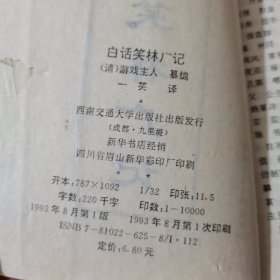 白话笑林广记
（清）游戏主人 纂编
一笑 译
*
西南交通大学出版社出版发行
（成都·九里堤）
新华书店经销
四川省眉山新华彩印厂印刷
*
开本：787×1092 1/32 印张：11.5
字数：220千字 印数：1-10000
1993年8月第1版 1993年8月第1次印刷
ISBN 7-81022-625-8/I·112
定价：6.80元